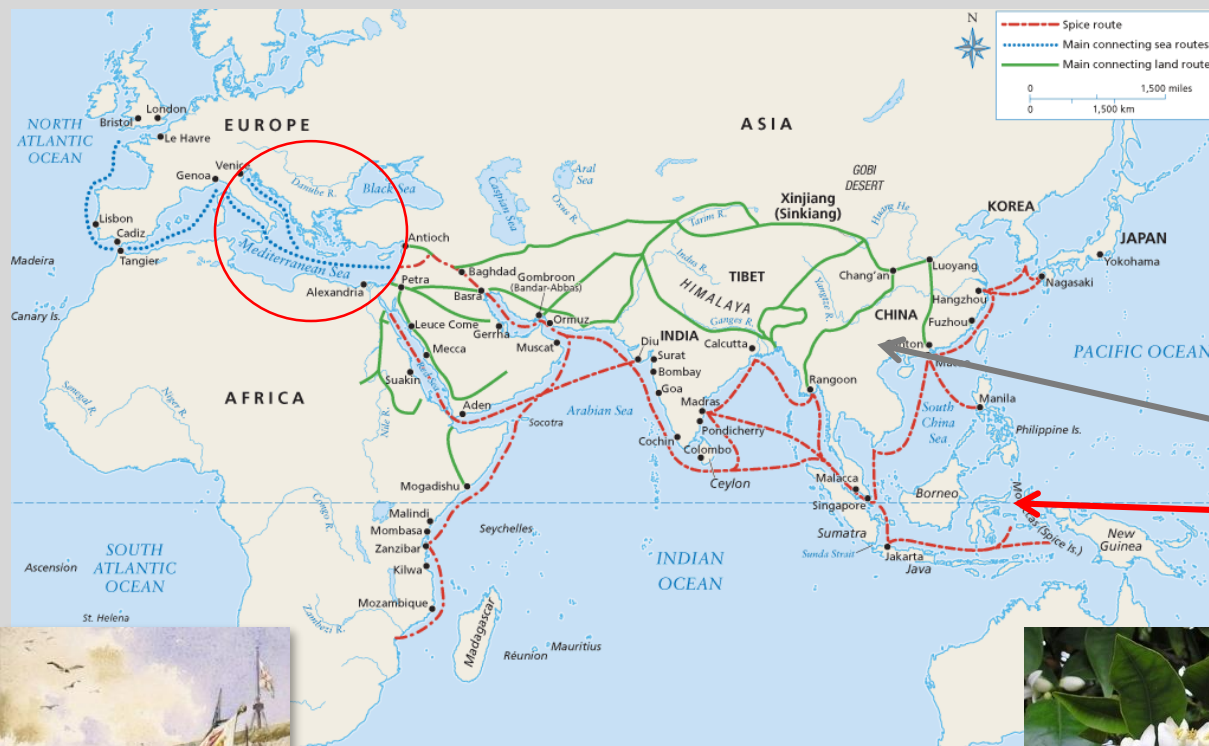 N
Spice route
Main connecting sea routes
Main connecting land route
0 1,500 miles
0 1,500 km
London
Bristol
NORTH
ATLANTIC
OCEAN
Le Havre
EUROPE
ASIA
Venice
Genoa
Danube R.
Black Sea
Caspian Sea
Aral
Sea
Oxus R.
GOBI
DESERT
Xinjiang
(Sinkiang)
Tarim R.
Huang He
KOREA
JAPAN
Yokohama
Lisbon
Cadiz
Tangier
Madeira
Mediterranean Sea
Antioch
Baghdad
Gombroon
(Bandar-Abbas)
Indus R.
TIBET
Chang'an
Luoyang
Nagasaki
Canary Is.
Alexandria
Petra
Basra
Ormuz
HIMALAYA
Yangtze R.
Hangzhou
Leuce Come
Gerrha
Muscat
Ganges R.
INDIA
CHINA
Fuzhou
Mecca
Diu
Surat
Calcutta
PACIFIC OCEAN
Suakin
Red Sea
Bombay
Goa
Rangoon
Manila
AFRICA
Senegal R.
Niger R.
Nile R.
Aden
Socotra
Arabian Sea
Madras
Pondicherry
South
China
Sea
Philippine Is.
Cochin
Colombo
Ceylon
Mogadishu
Malacca
Singapore
Borneo
Sumatra
Congo R.
Malindi
Mombasa
Zanzibar
Kilwa
Seychelles
(Spice Is.)
New
Guinea
SOUTH
ATLANTIC
OCEAN
Ascension
INDIAN
OCEAN
Sunda Strait
Jakarta
Java
St. Helena
Mozambique
Zambezi R.
Madagascar
Réunion
Mauritius